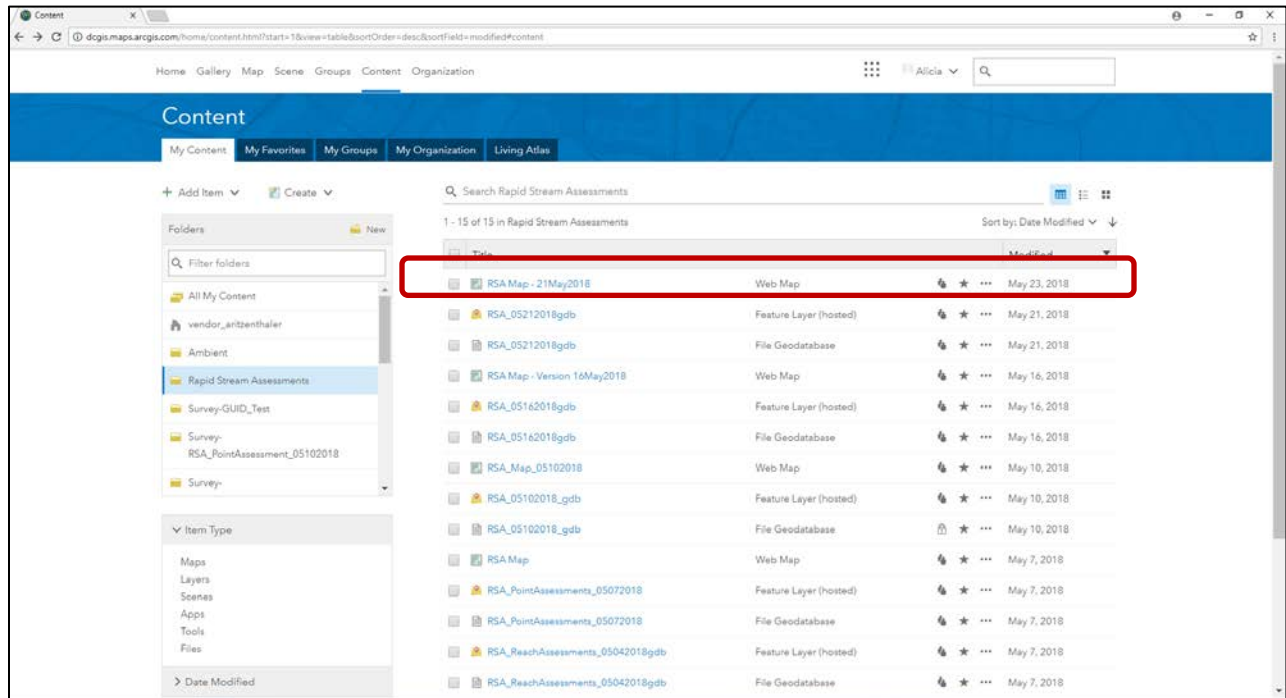 Content
dcgis.maps.arcgis.com/home/content.html?start=1&view=table&sortOrder=desc&sortField=modified#content
Home Gallery Map Scene Groups Content Organization Alicia
Content
My Content My Favorites My Groups My Organization Living Atlas
+ Add Item Create
Search Rapid Stream Assessments
Folders New
1 - 15 of 15 in Rapid Stream Assessments Sort by: Date Modified
Filter folders
Title Modified
All My Content
vendor_aritzenthaler
Ambient
Rapid Stream Assessments
Survey-GUID_Test
Survey-
RSA_PointAssessment_05102018
Survey-
RSA Map - 21May2018 Web Map May 23, 2018
RSA_05212018gdb Feature Layer (hosted) May 21, 2018
RSA_05212018gdb File Geodatabase May 21, 2018
RSA Map - Version 16May2018 Web Map May 16, 2018
RSA_05162018gdb Feature Layer (hosted) May 16, 2018
RSA_05162018gdb File Geodatabase May 16, 2018
RSA_Map_05102018 Web Map May 10, 2018
RSA_05102018_gdb Feature Layer (hosted) May 10, 2018
RSA_05102018_gdb File Geodatabase May 10, 2018
RSA Map Web Map May 7, 2018
RSA_PointAssessments_05072018 Feature Layer (hosted) May 7, 2018
RSA_PointAssessments_05072018 File Geodatabase May 7, 2018
RSA_ReachAssessments_05042018gdb Feature Layer (hosted) May 7, 2018
RSA_ReachAssessments_05042018gdb File Geodatabase May 7, 2018
Item Type
Maps
Layers
Scenes
Apps
Tools
Files
Date Modified